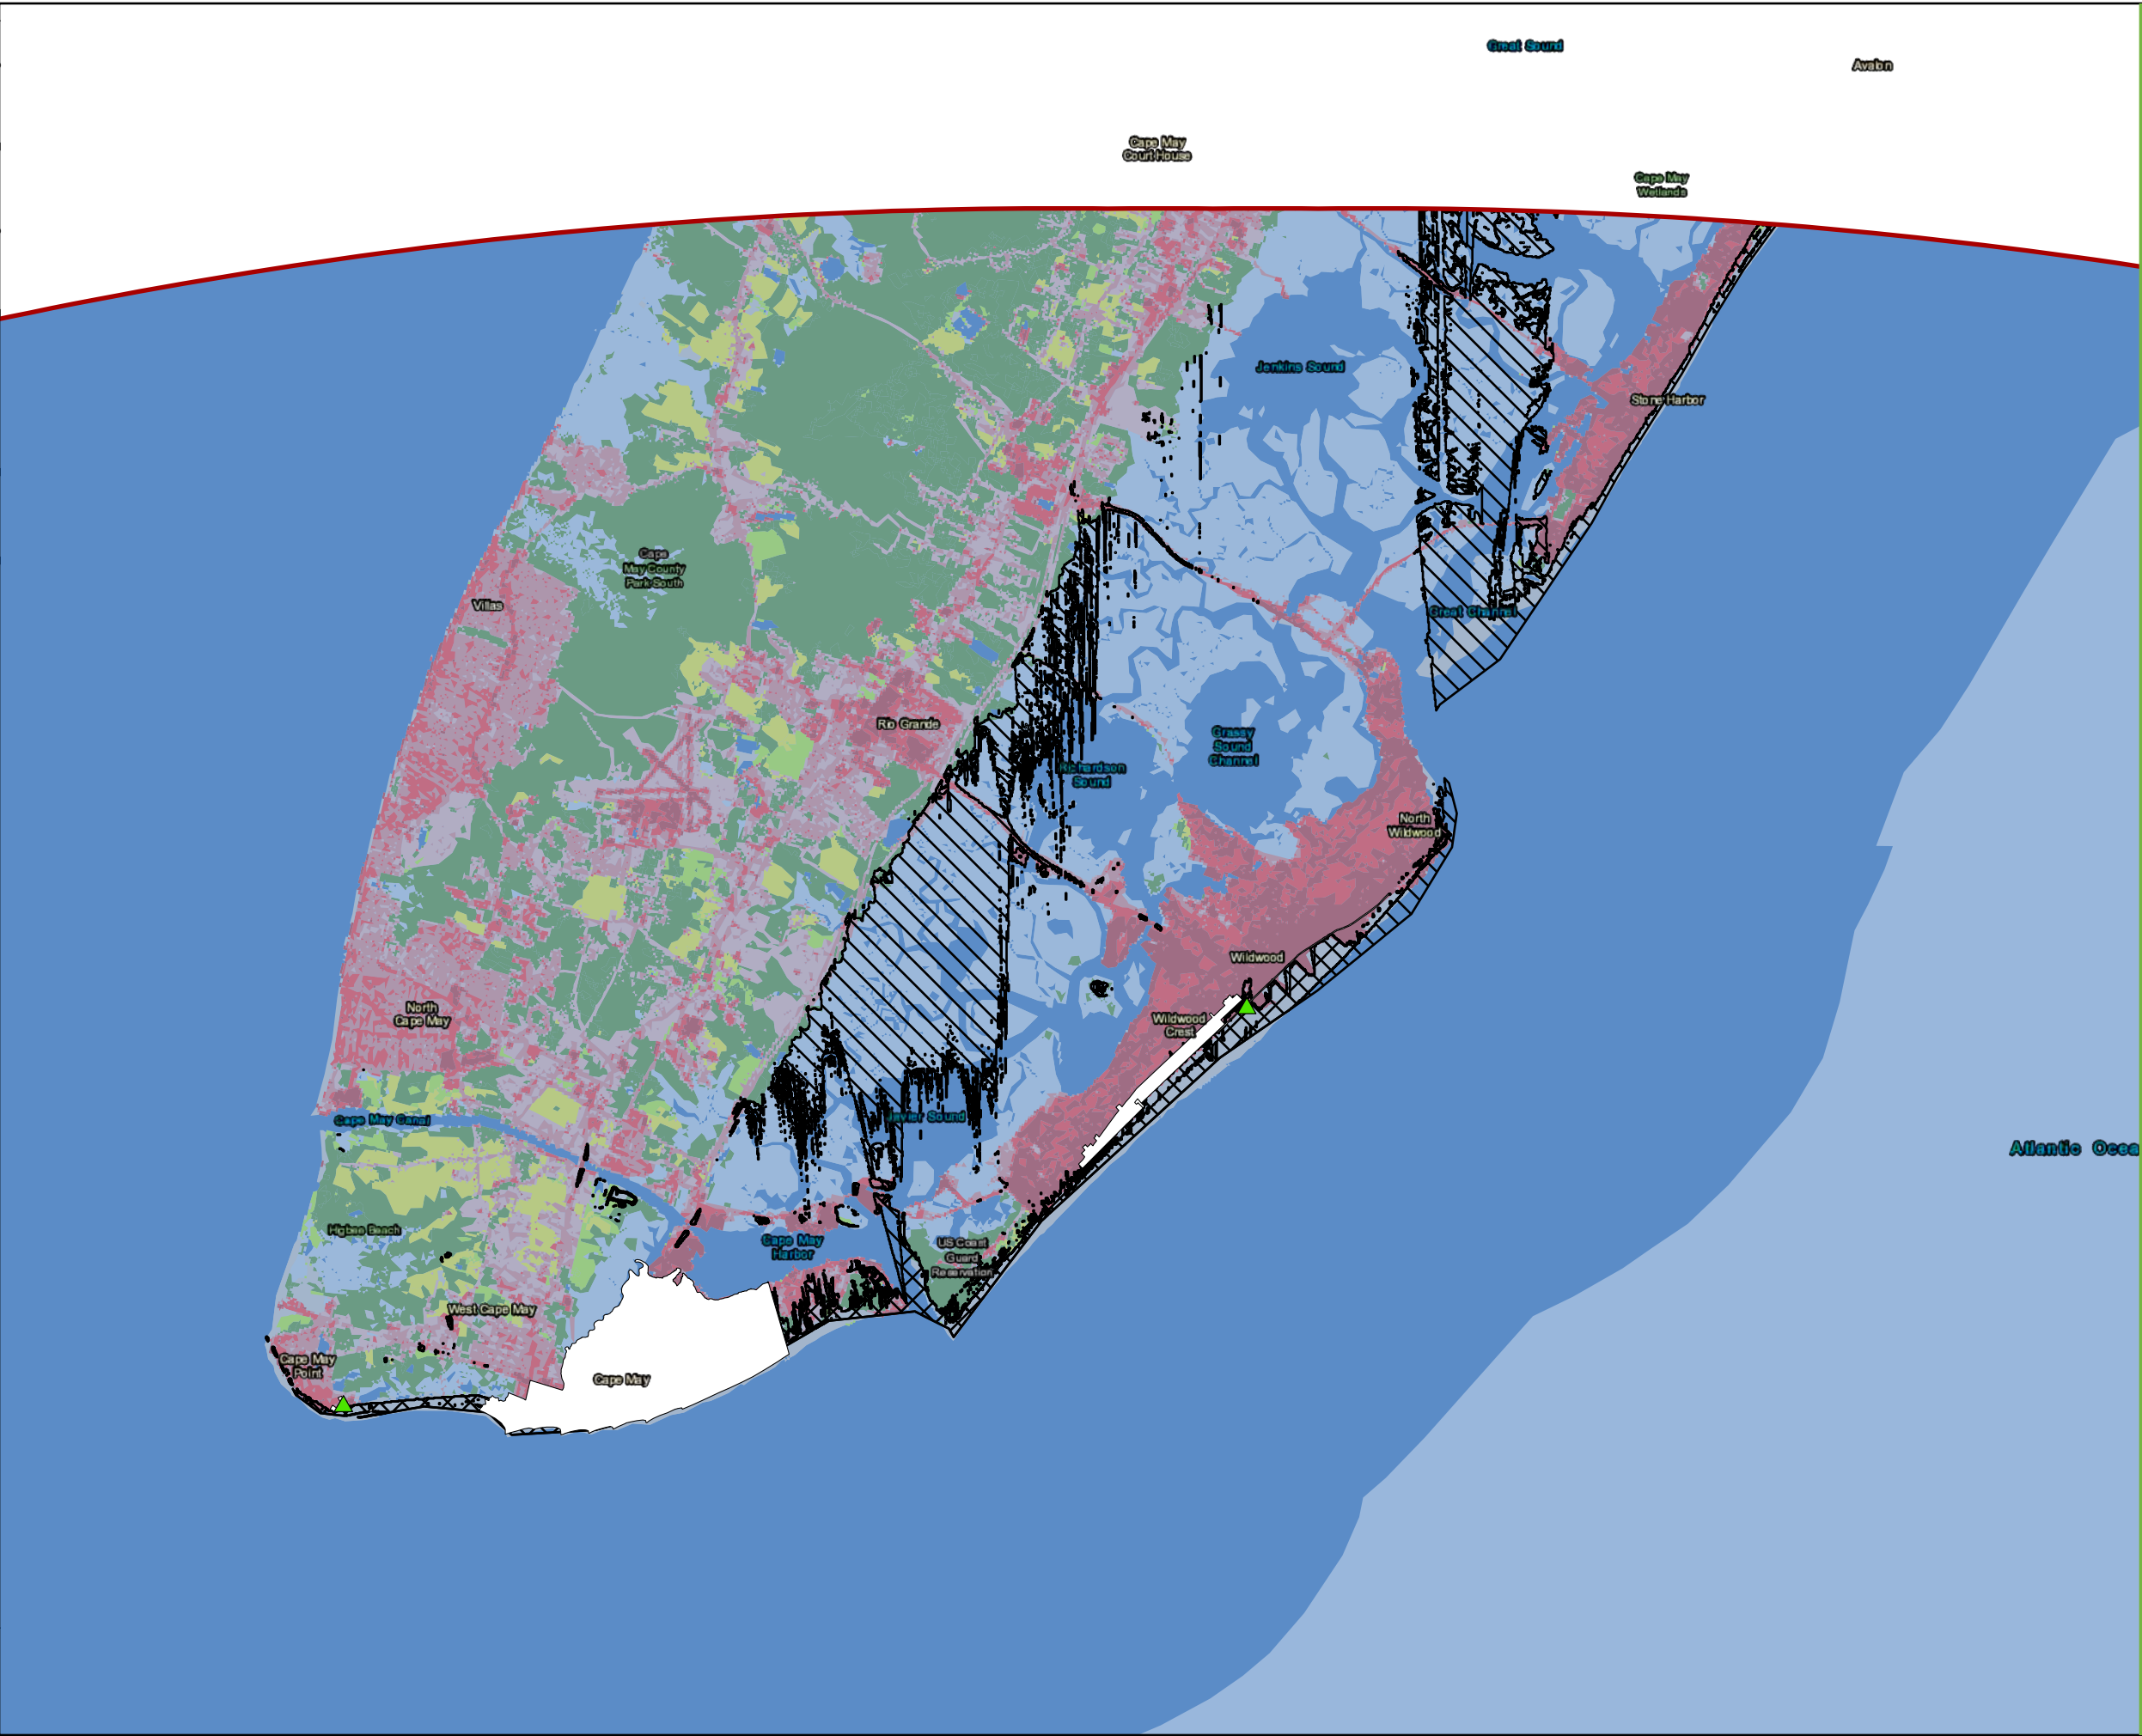 Great Sound
Avalon
Cape May
Court House
Cape May
Wetlands
Jenkins Sound
Stone Harbor
Cape
May County
Park South
Villas
Great Channel
Rio Grande
Grassy
Sound
Channel
Richardson
Sound
North
Wildwood
Wildwood
North
Cape May
Wildwood
Crest
Cape May Canal
Jarvier Sound
Atlantic Ocea
Higbee Beach
Cape May
Harbor
US Coast
Guard
Reservation
West Cape May
Cape May
Point
Cape May